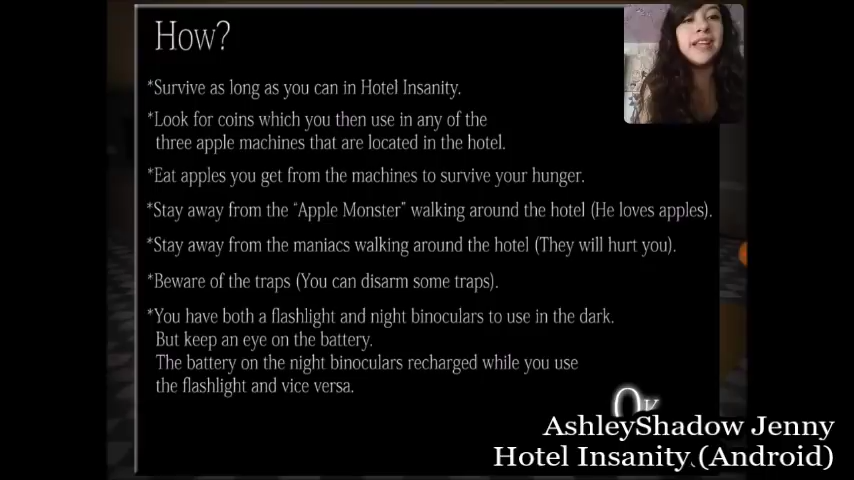 How?
*Survive as long as you can in Hotel Insanity.
*Look for coins which you then use in any of the
three apple machines that are located in the hotel.
*Eat apples you get from the machines to survive your hunger.
*Stay away from the "Apple Monster" walking around the hotel (He loves apples).
*Stay away from the maniacs walking around the hotel (They will hurt you).
*Beware of the traps (You can disarm some traps).
*You have both a flashlight and night binoculars to use in the dark.
But keep an eye on the battery.
The battery on the night binoculars recharged while you use
the flashlight and vice versa.
Ok
AshleyShadow Jenny
Hotel Insanity (Android)